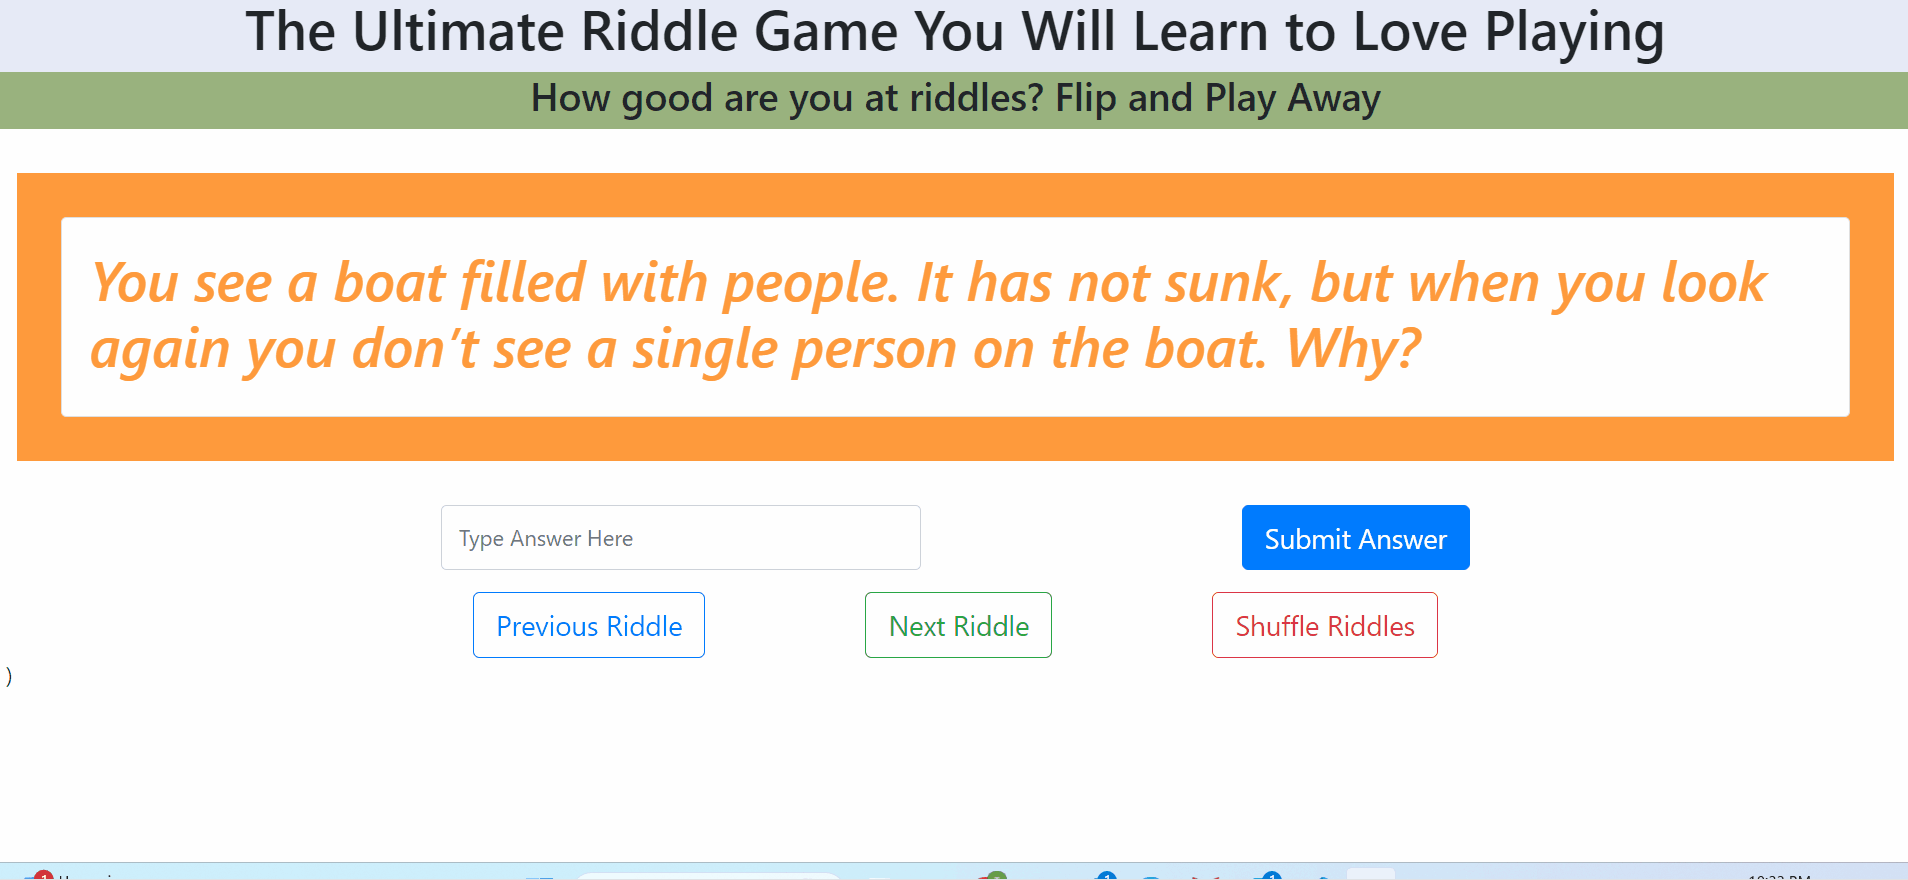 The Ultimate Riddle Game You Will Learn to Love Playing
How good are you at riddles? Flip and Play Away
You see a boat filled with people. It has not sunk, but when you look
again you don’t see a single person on the boat. Why?
Type Answer Here
Submit Answer
Previous Riddle
Next Riddle
Shuffle Riddles
)